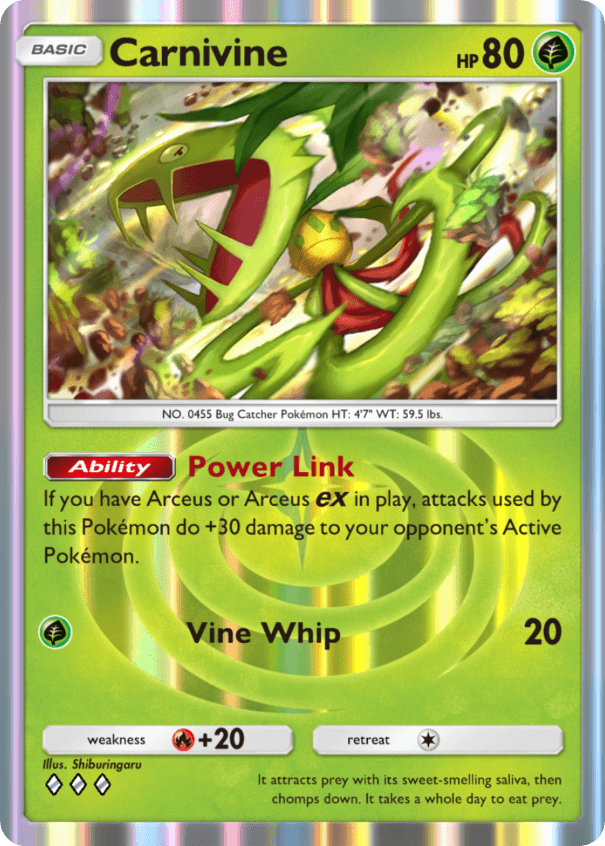 BASIC Carnivine HP 80
NO. 0455 Bug Catcher Pokémon HT: 4'7" WT: 59.5 lbs.
Ability Power Link
If you have Arceus or Arceus ex in play, attacks used by
this Pokémon do +30 damage to your opponent's Active
Pokémon.
Vine Whip 20
weakness +20 retreat
Illus. Shiburingaru
It attracts prey with its sweet-smelling saliva, then
chomps down. It takes a whole day to eat prey.